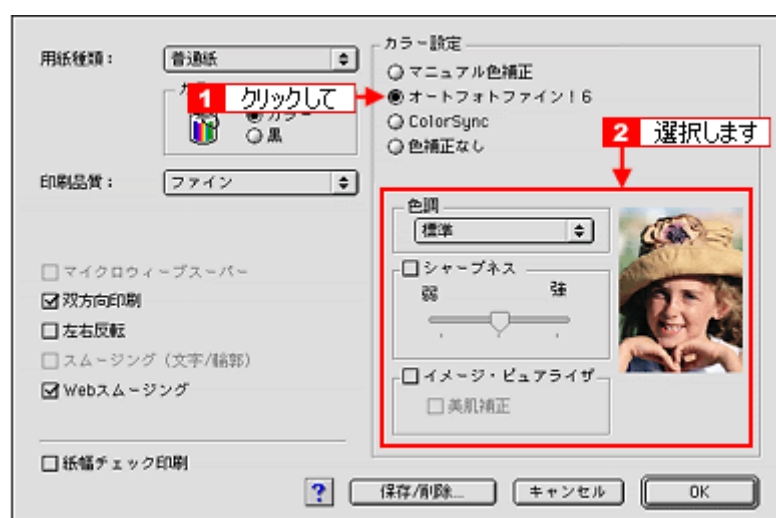 用紙種類:
普通紙
カラー
1 クリックして
カラー
黒
印刷品質:
ファイン
マイクロウィーブスーパー
双方向印刷
左右反転
スムージング(文字/輪郭)
Webスムージング
紙幅チェック印刷
カラー設定
マニュアル色補正
オートフォトファイン!6
ColorSync
色補正なし
2 選択します
色調
標準
シャープネス
弱 強
イメージ・ピュアライザ
美肌補正
? 保存/削除... キャンセル OK